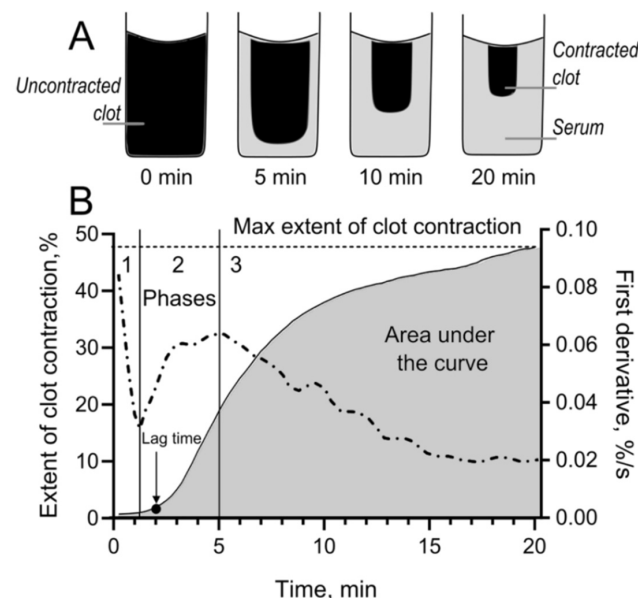 A
Uncontracted
clot
Contracted
clot
Serum
0 min
5 min
10 min
20 min
B
Max extent of clot contraction
Extent of clot contraction,%
50
40
30
20
10
0
1
2
3
Phases
Lag time
Area under
the curve
0.10
0.08
0.06
0.04
0.02
0.00
First derivative, %/s
0
5
10
15
20
Time, min